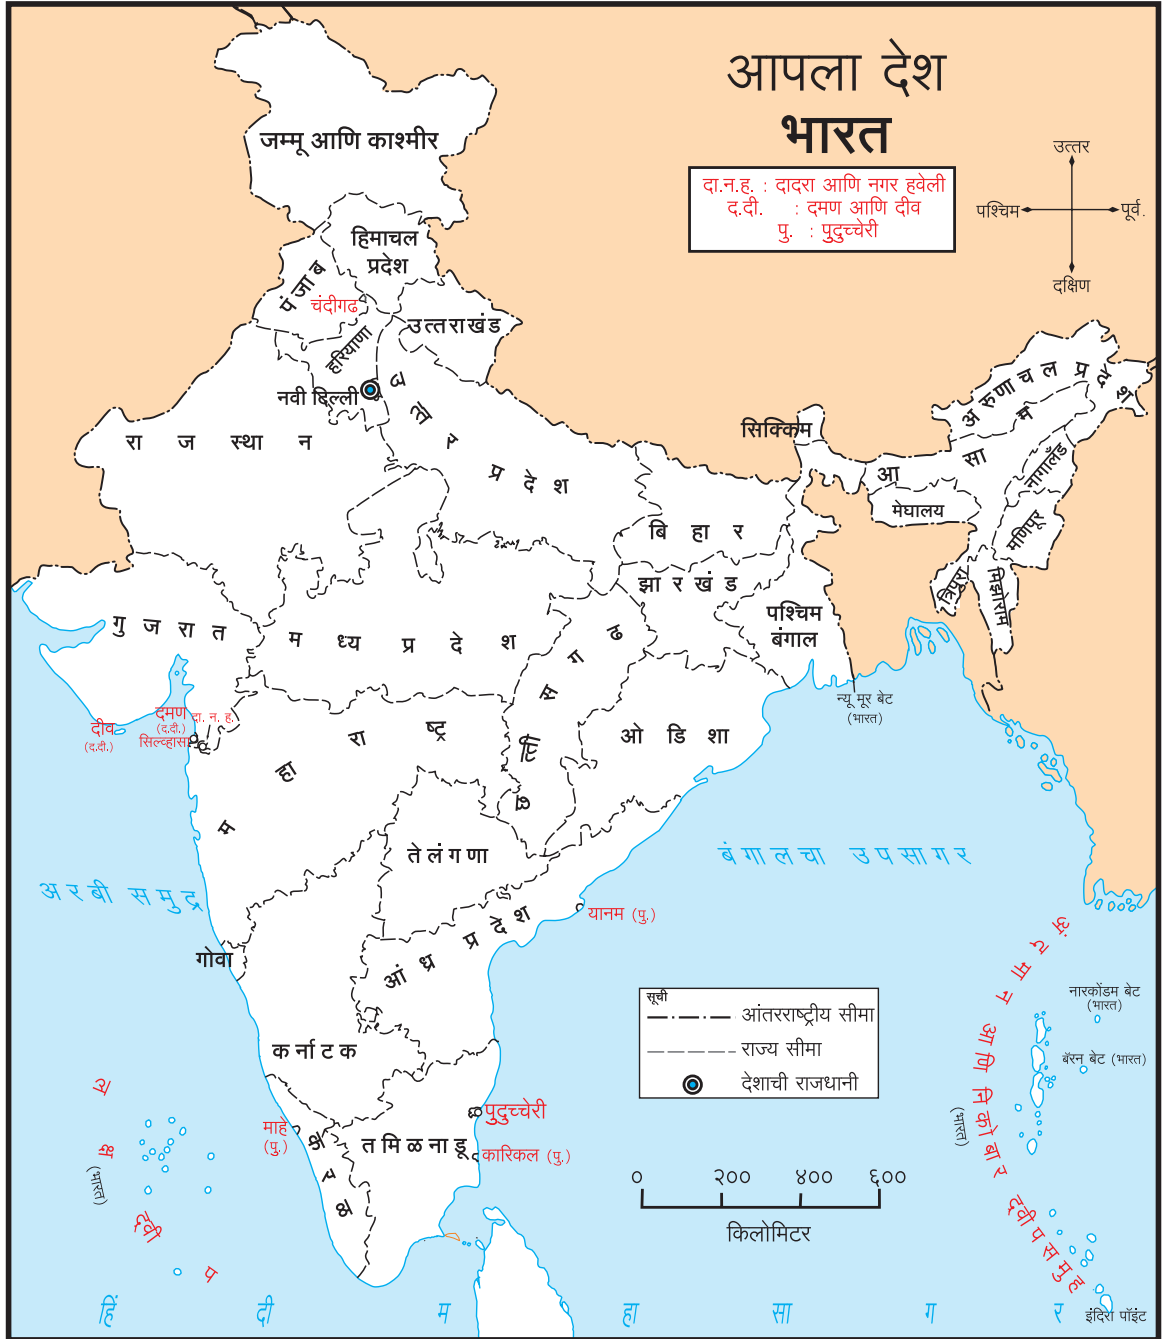 आपला देश
भारत
दा.न.ह. : दादरा आणि नगर हवेली
द.दी. : दमण आणि दीव
पु. : पुदुच्चेरी
उत्तर
पश्चिम
पूर्व.
दक्षिण
जम्मू आणि काश्मीर
हिमाचल
प्रदेश
पंजाब
चंदीगढ
उत्तराखंड
हरियाणा
नवी दिल्ली
राजस्थान
उत्तर प्रदेश
सिक्किम
अरुणाचल प्रदेश
आसाम
नागालँड
मेघालय
मणिपूर
त्रिपुरा
मिझोराम
बिहार
झारखंड
पश्चिम
बंगाल
गुजरात
मध्य प्रदेश
छत्तीसगढ
ओडिशा
न्यू मूर बेट
(भारत)
दमण
(द.दी.)
दा. न. ह.
सिल्व्हासा
दीव
(द.दी.)
महाराष्ट्र
तेलंगणा
बंगालचा उपसागर
अरबी समुद्र
यानम (पु.)
आंध्र प्रदेश
गोवा
कर्नाटक
सूची
आंतरराष्ट्रीय सीमा
राज्य सीमा
देशाची राजधानी
नारकोंडम बेट
(भारत)
बॅरन बेट (भारत)
अंदमान आणि निकोबार द्वीपसमुह
(भारत)
माहे
(पु.)
केरळ
तमिळनाडू
पुदुच्चेरी
कारिकल (पु.)
लक्षद्वीप
(भारत)
० २०० ४०० ६००
किलोमिटर
हिंदी महासागर
इंदिरा पॉइंट